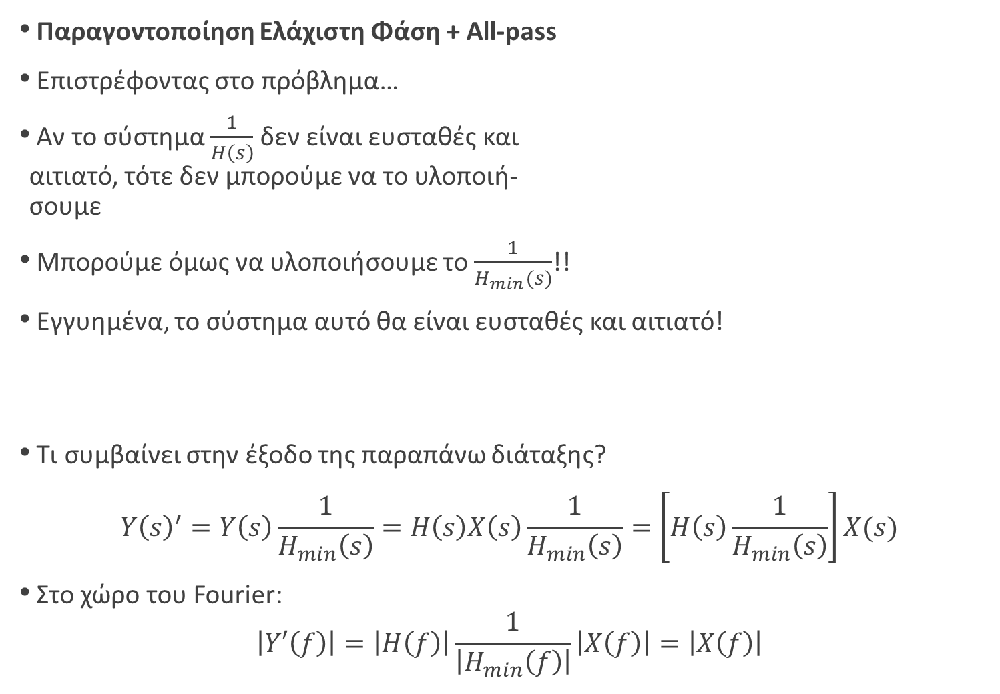 • Παραγοντοποίηση Ελάχιστη Φάση + All-pass
• Επιστρέφοντας στο πρόβλημα…
• Αν το σύστημα $\frac{1}{H(s)}$ δεν είναι ευσταθές και
αιτιατό, τότε δεν μπορούμε να το υλοποιή-
σουμε
• Μπορούμε όμως να υλοποιήσουμε το $\frac{1}{H_{min}(s)}$!!
• Εγγυημένα, το σύστημα αυτό θα είναι ευσταθές και αιτιατό!
• Τι συμβαίνει στην έξοδο της παραπάνω διάταξης?
$Y(s)' = Y(s)\frac{1}{H_{min}(s)} = H(s)X(s)\frac{1}{H_{min}(s)} = \left[H(s)\frac{1}{H_{min}(s)}\right]X(s)$
• Στο χώρο του Fourier:
$|Y'(f)| = |H(f)|\frac{1}{|H_{min}(f)|}|X(f)| = |X(f)|$